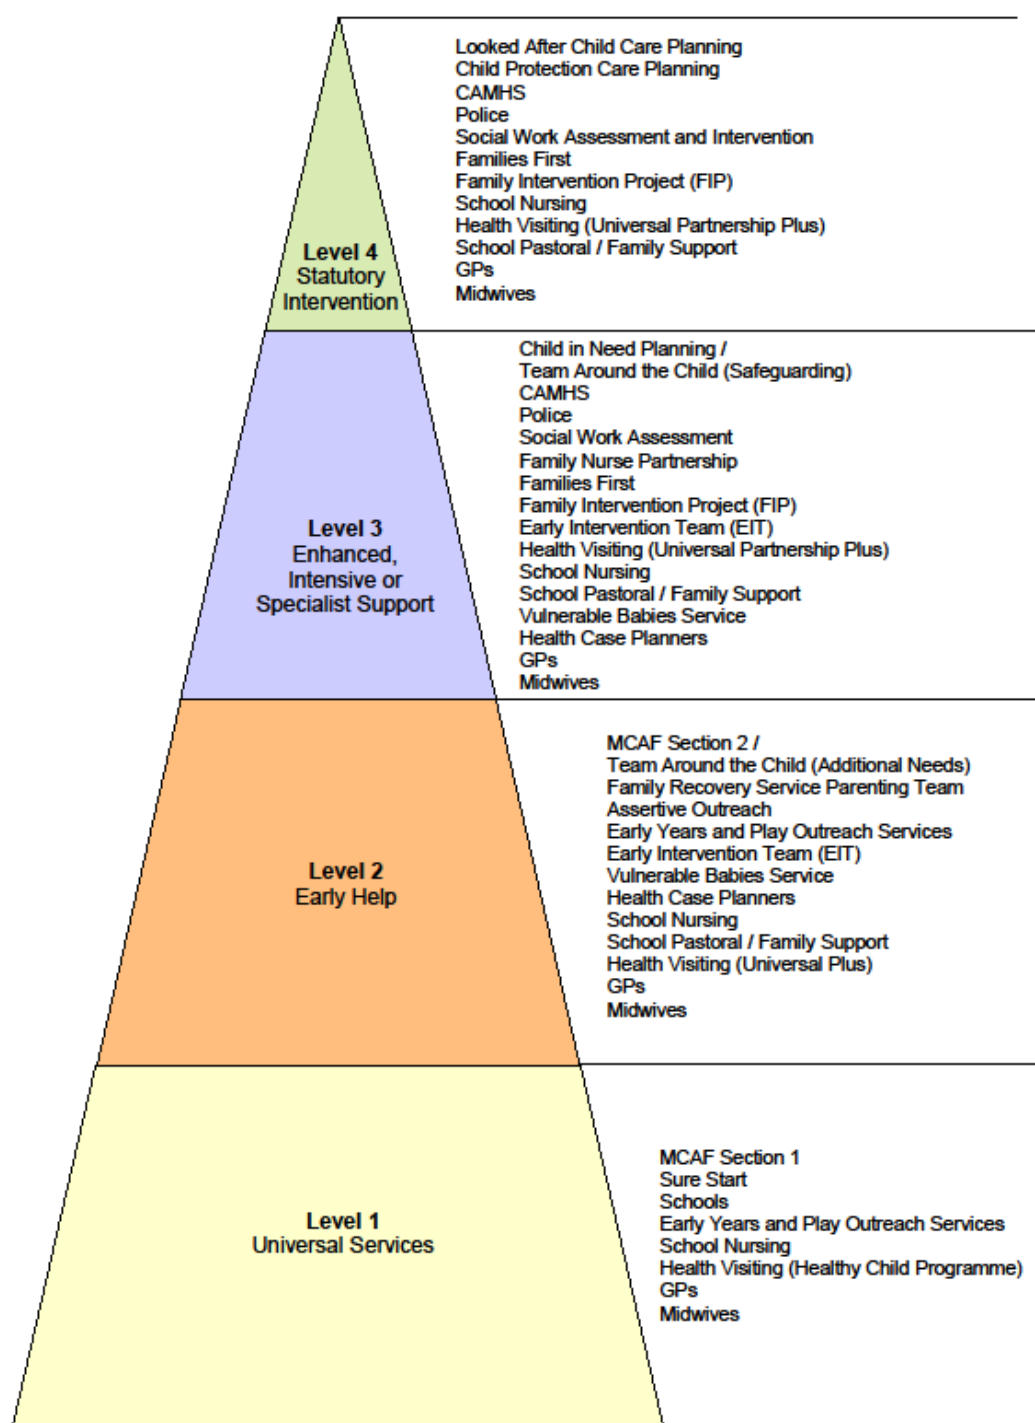 Looked After Child Care Planning
Child Protection Care Planning
CAMHS
Police
Social Work Assessment and Intervention
Families First
Family Intervention Project (FIP)
School Nursing
Health Visiting (Universal Partnership Plus)
School Pastoral / Family Support
GPs
Midwives
Level 4
Statutory
Intervention
Child in Need Planning /
Team Around the Child (Safeguarding)
CAMHS
Police
Social Work Assessment
Family Nurse Partnership
Families First
Family Intervention Project (FIP)
Early Intervention Team (EIT)
Health Visiting (Universal Partnership Plus)
School Nursing
School Pastoral / Family Support
Vulnerable Babies Service
Health Case Planners
GPs
Midwives
Level 3
Enhanced,
Intensive or
Specialist Support
MCAF Section 2 /
Team Around the Child (Additional Needs)
Family Recovery Service Parenting Team
Assertive Outreach
Early Years and Play Outreach Services
Early Intervention Team (EIT)
Vulnerable Babies Service
Health Case Planners
School Nursing
School Pastoral / Family Support
Health Visiting (Universal Plus)
GPs
Midwives
Level 2
Early Help
MCAF Section 1
Sure Start
Schools
Early Years and Play Outreach Services
School Nursing
Health Visiting (Healthy Child Programme)
GPs
Midwives
Level 1
Universal Services